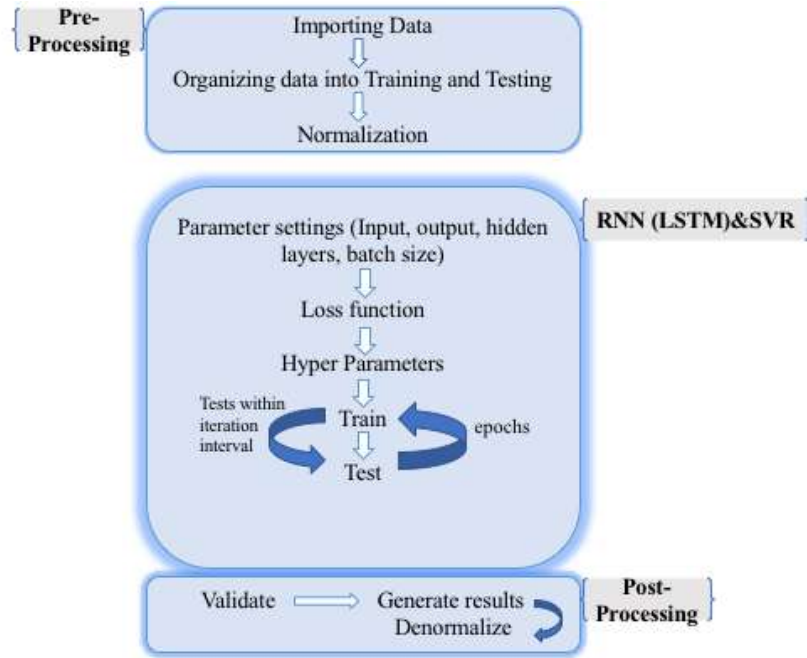 Pre-
Processing
Importing Data
Organizing data into Training and Testing
Normalization
RNN (LSTM)&SVR
Parameter settings (Input, output, hidden
layers, batch size)
Loss function
Hyper Parameters
Tests within
iteration
interval
Train
epochs
Test
Validate
Generate results
Denormalize
Post-
Processing